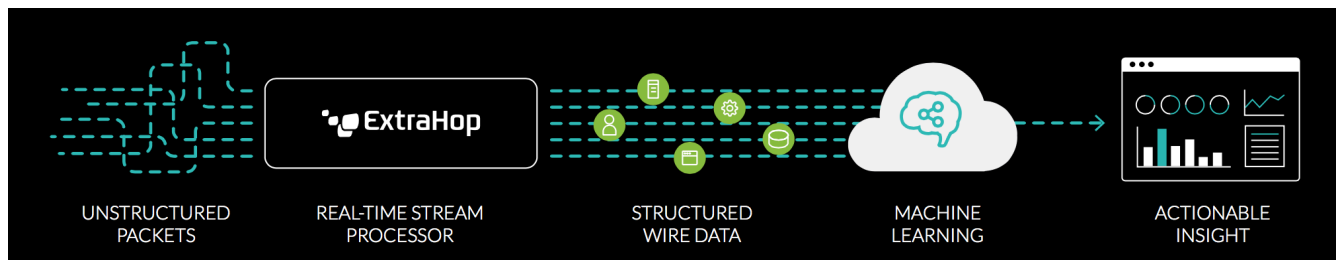 ExtraHop
UNSTRUCTURED
PACKETS
REAL-TIME STREAM
PROCESSOR
STRUCTURED
WIRE DATA
MACHINE
LEARNING
ACTIONABLE
INSIGHT